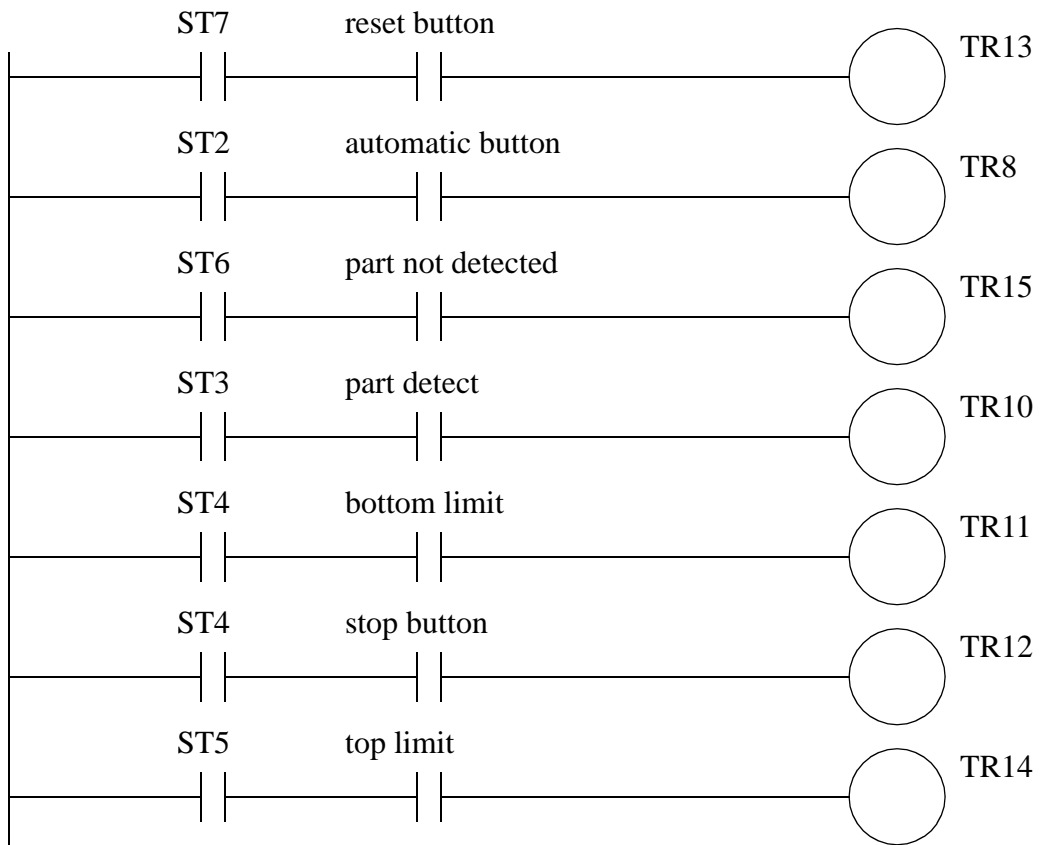 ST7 reset button TR13
ST2 automatic button TR8
ST6 part not detected TR15
ST3 part detect TR10
ST4 bottom limit TR11
ST4 stop button TR12
ST5 top limit TR14